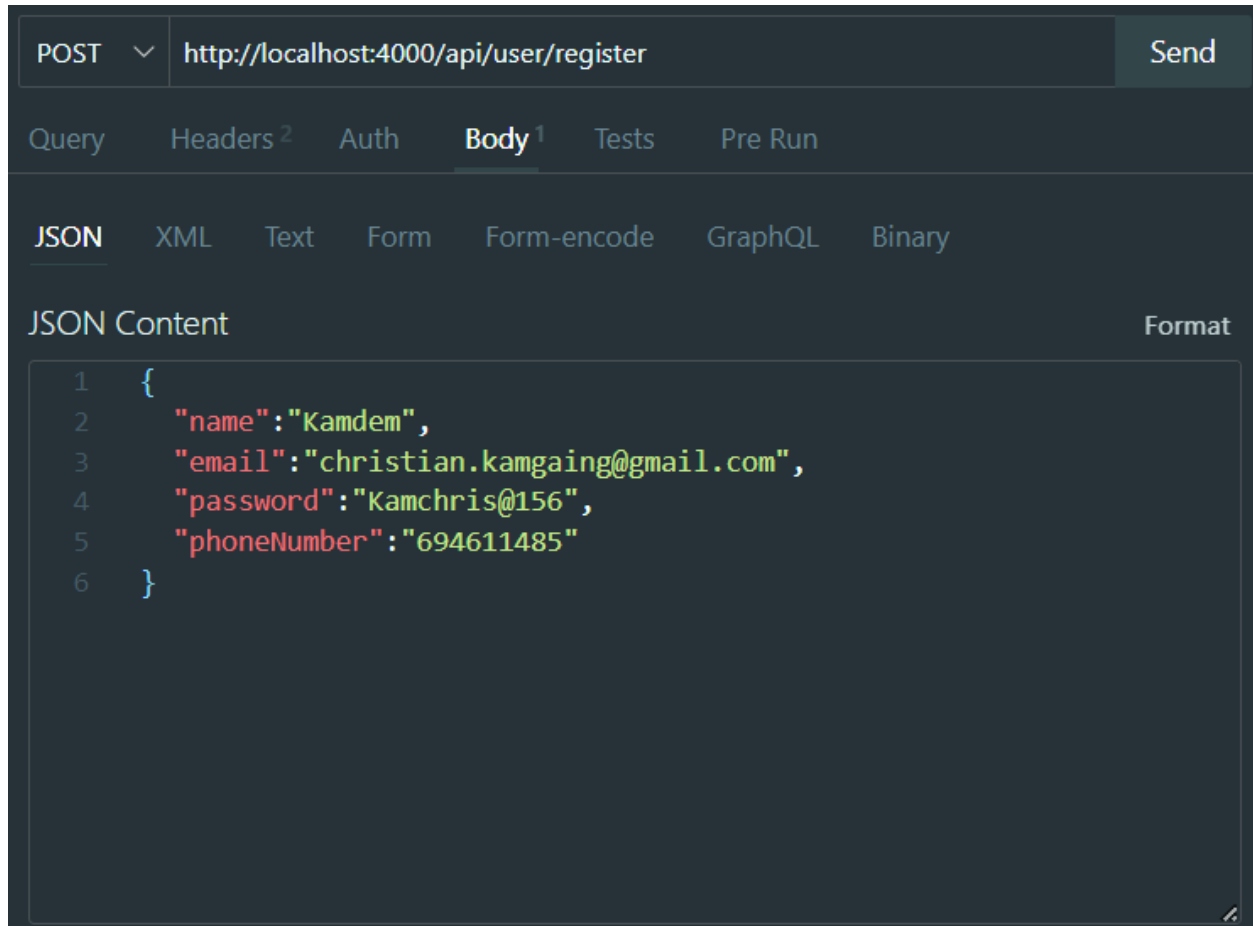 POST http://localhost:4000/api/user/register Send
Query Headers 2 Auth Body 1 Tests Pre Run
JSON XML Text Form Form-encode GraphQL Binary
JSON Content Format
1 {
2 "name":"Kamdem",
3 "email":"christian.kamgaing@gmail.com",
4 "password":"Kamchris@156",
5 "phoneNumber":"694611485"
6 }